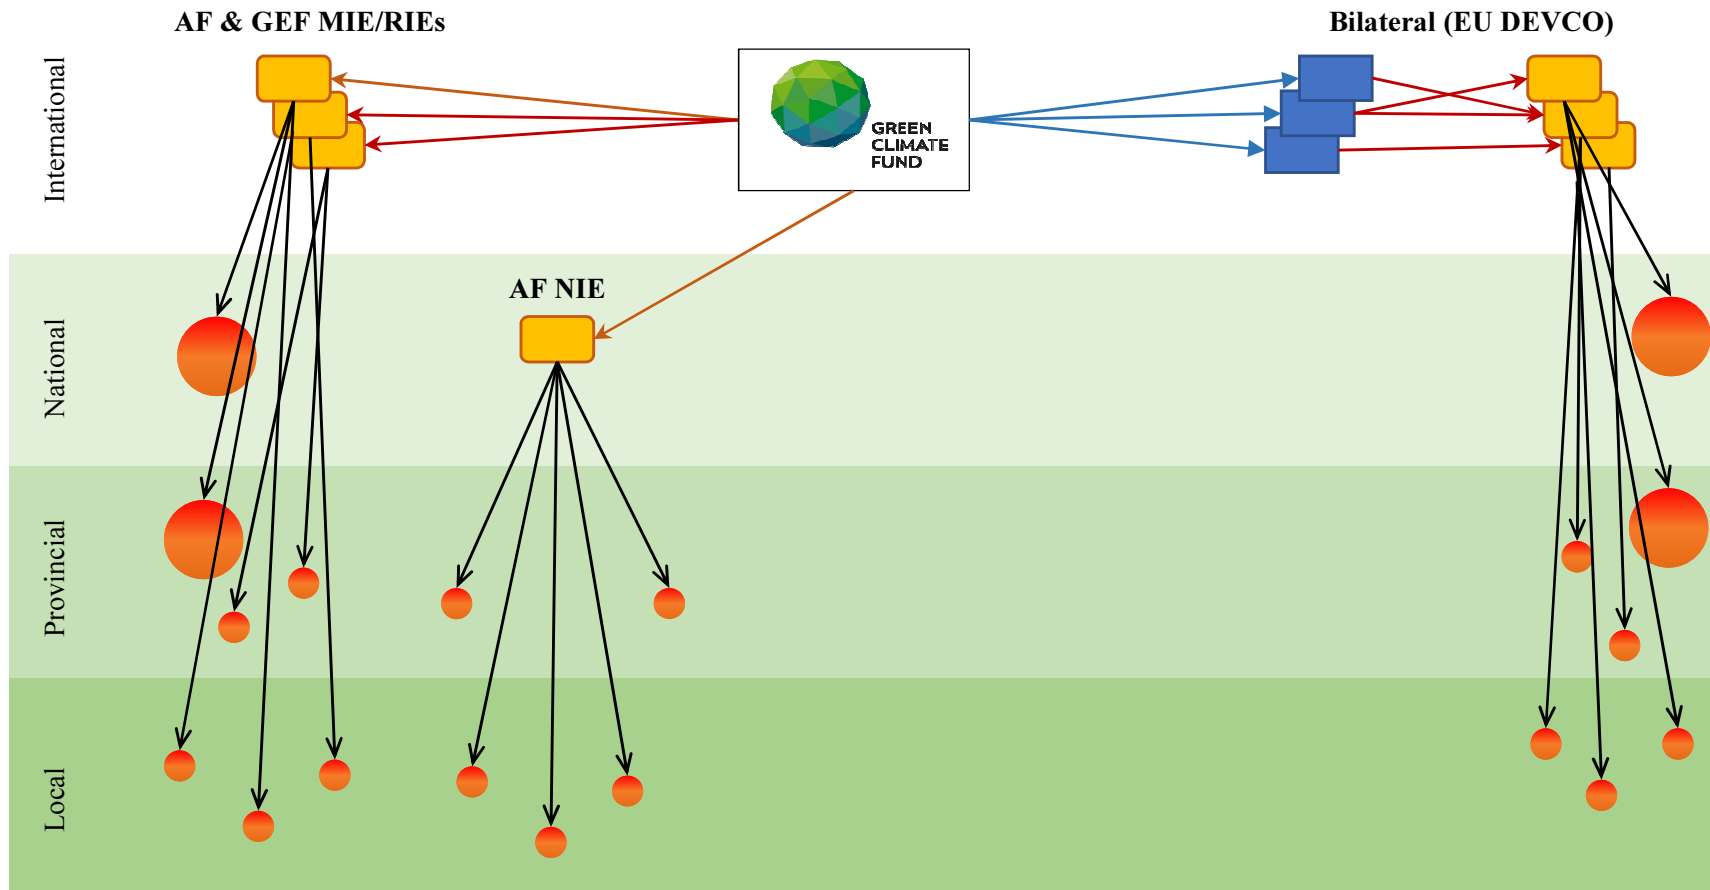 AF & GEF MIE/RIEs
Bilateral (EU DEVCO)
International
GREEN
CLIMATE
FUND
National
AF NIE
Provincial
Local